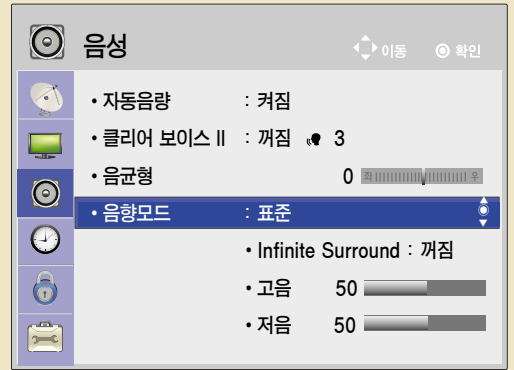 음성 이동 확인
• 자동음량 : 켜짐
• 클리어 보이스 II : 꺼짐 3
• 음균형 0 좌 우
• 음향모드 : 표준
• Infinite Surround : 꺼짐
• 고음 50
• 저음 50